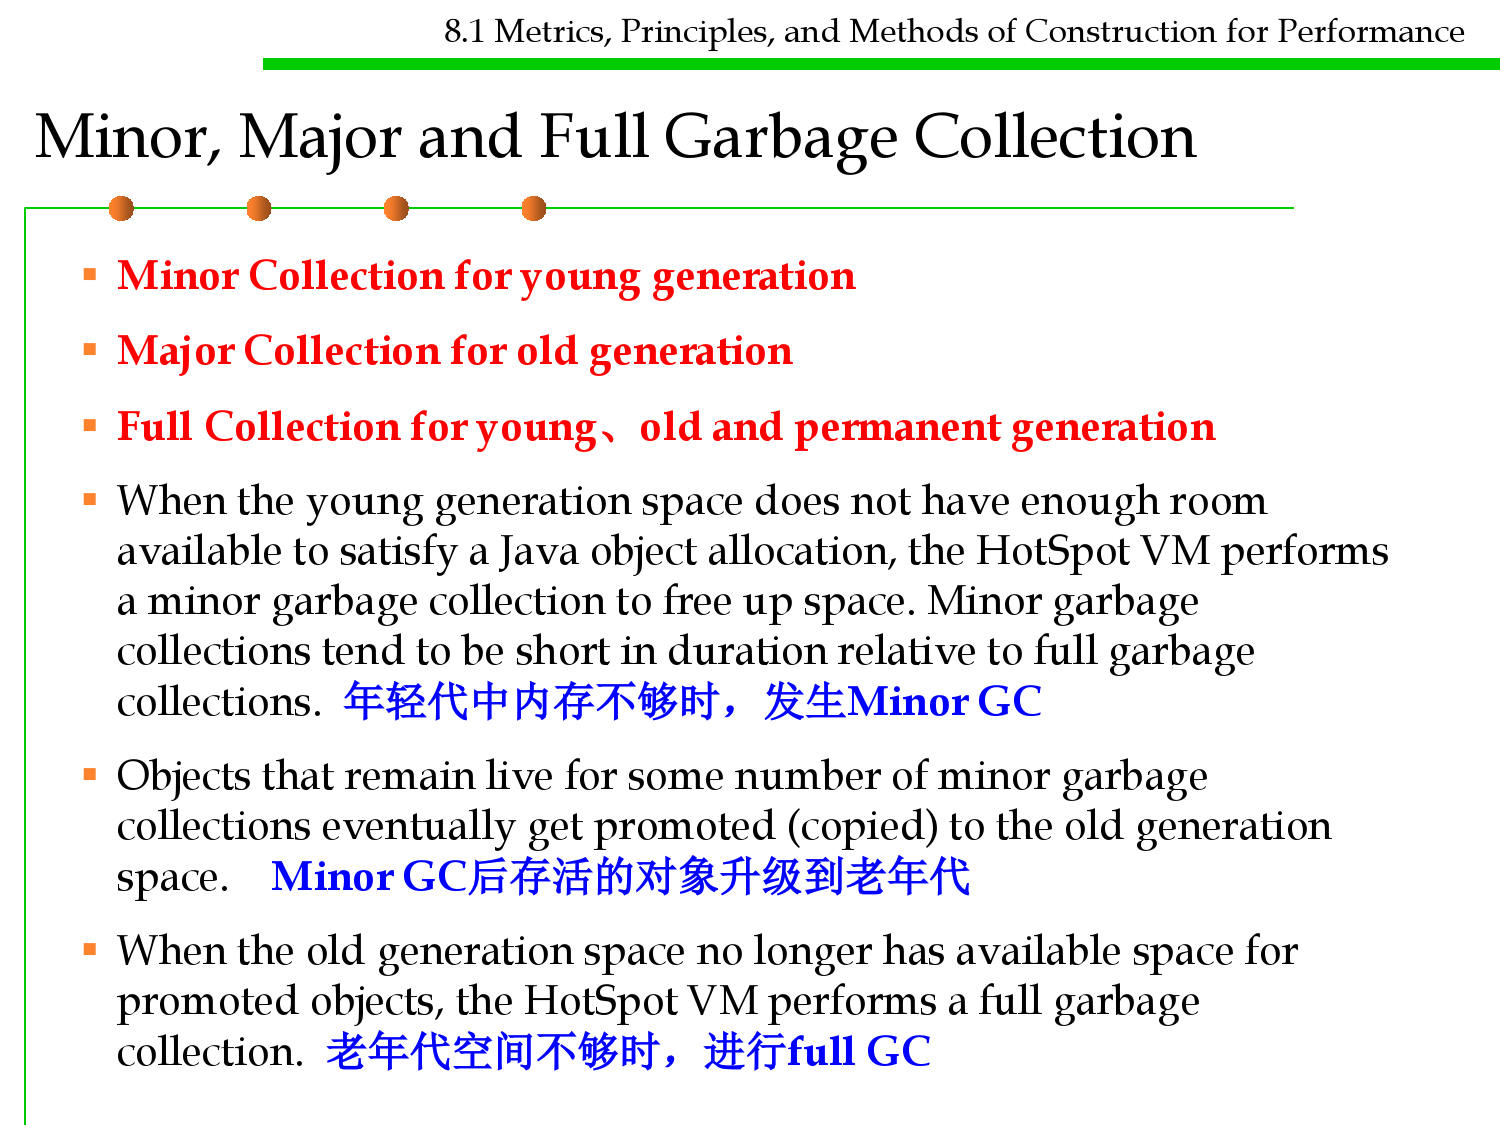 8.1 Metrics, Principles, and Methods of Construction for Performance
Minor, Major and Full Garbage Collection
Minor Collection for young generation
Major Collection for old generation
Full Collection for young、old and permanent generation
When the young generation space does not have enough room
available to satisfy a Java object allocation, the HotSpot VM performs
a minor garbage collection to free up space. Minor garbage
collections tend to be short in duration relative to full garbage
collections. 年轻代中内存不够时，发生Minor GC
Objects that remain live for some number of minor garbage
collections eventually get promoted (copied) to the old generation
space. Minor GC后存活的对象升级到老年代
When the old generation space no longer has available space for
promoted objects, the HotSpot VM performs a full garbage
collection. 老年代空间不够时，进行full GC